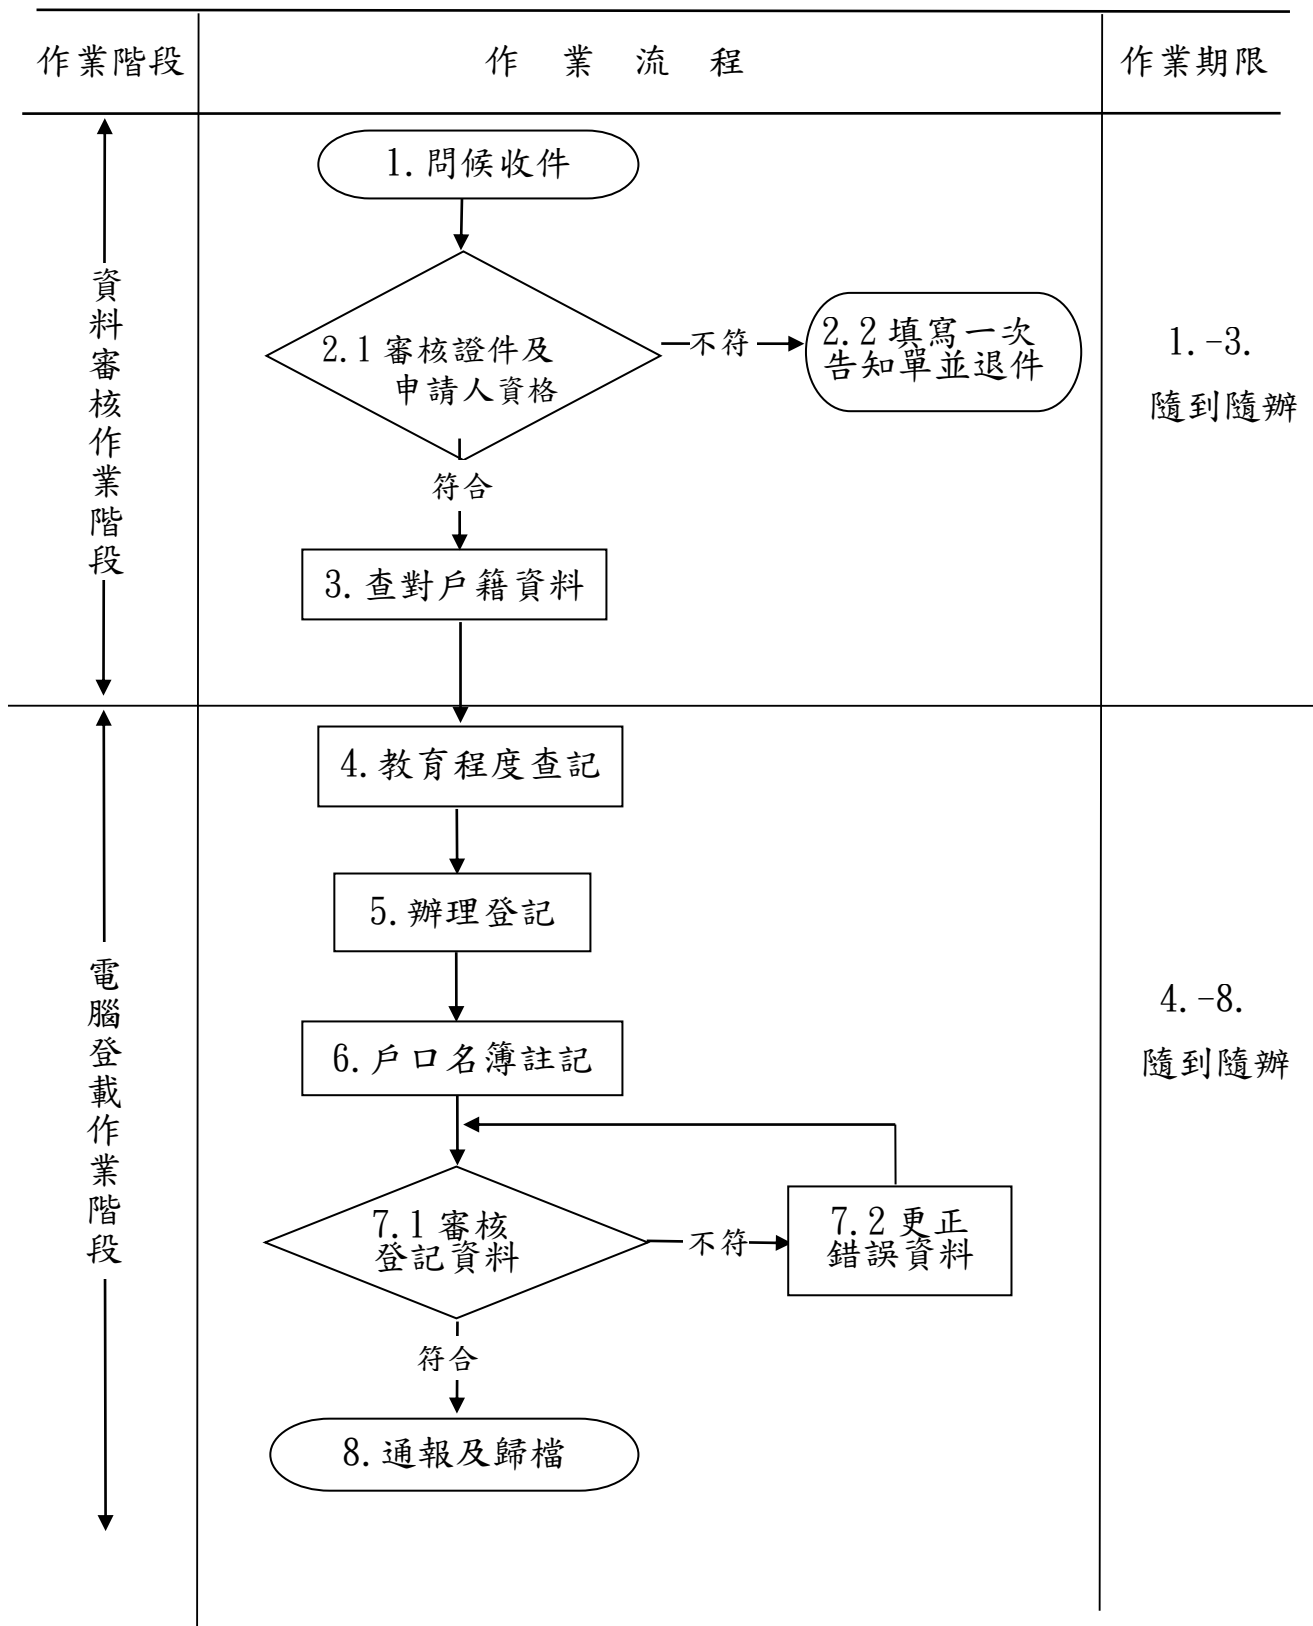 作業階段
作 業 流 程
作業期限
資料審核作業階段
1.問候收件
2.1審核證件及
申請人資格
不符
2.2填寫一次
告知單並退件
符合
3.查對戶籍資料
1.-3.
隨到隨辦
電腦登載作業階段
4.教育程度查記
5.辦理登記
6.戶口名簿註記
7.1審核
登記資料
不符
7.2更正
錯誤資料
符合
8.通報及歸檔
4.-8.
隨到隨辦